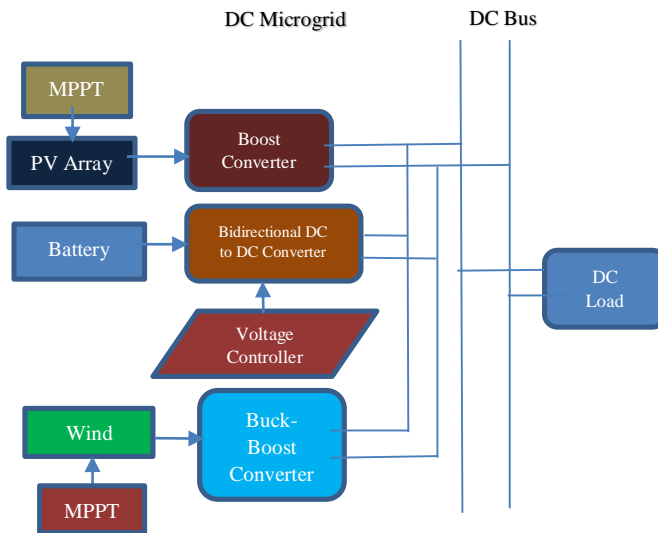 DC Microgrid
DC Bus
MPPT
PV Array
Boost
Converter
Battery
Bidirectional DC
to DC Converter
Voltage
Controller
DC
Load
Wind
Buck-
Boost
Converter
MPPT